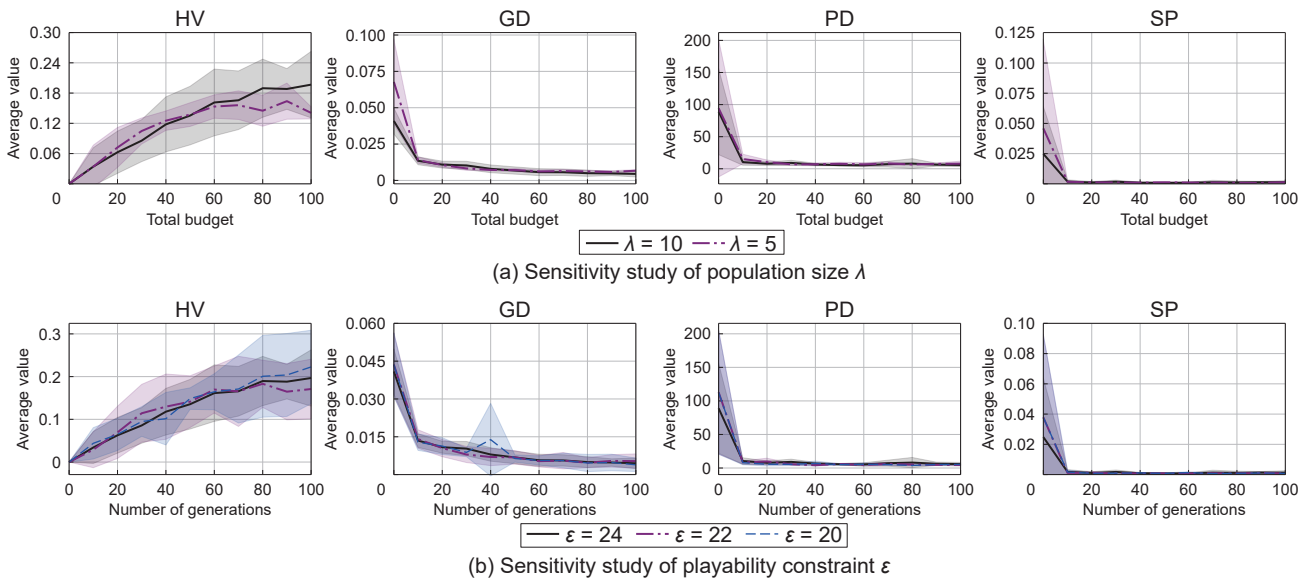 HV
GD
PD
SP
Average value
0.30
0.24
0.18
0.12
0.06
0 20 40 60 80 100
Total budget
Average value
0.100
0.075
0.050
0.025
0
0 20 40 60 80 100
Total budget
Average value
200
150
100
50
0
0 20 40 60 80 100
Total budget
Average value
0.125
0.100
0.075
0.050
0.025
0 20 40 60 80 100
Total budget
λ = 10 λ = 5
(a) Sensitivity study of population size λ
HV
GD
PD
SP
Average value
0.3
0.2
0.1
0
0 20 40 60 80 100
Number of generations
Average value
0.060
0.045
0.030
0.015
0 20 40 60 80 100
Number of generations
Average value
200
150
100
50
0
0 20 40 60 80 100
Number of generations
Average value
0.10
0.08
0.06
0.04
0.02
0 20 40 60 80 100
Number of generations
ε = 24 ε = 22 ε = 20
(b) Sensitivity study of playability constraint ε